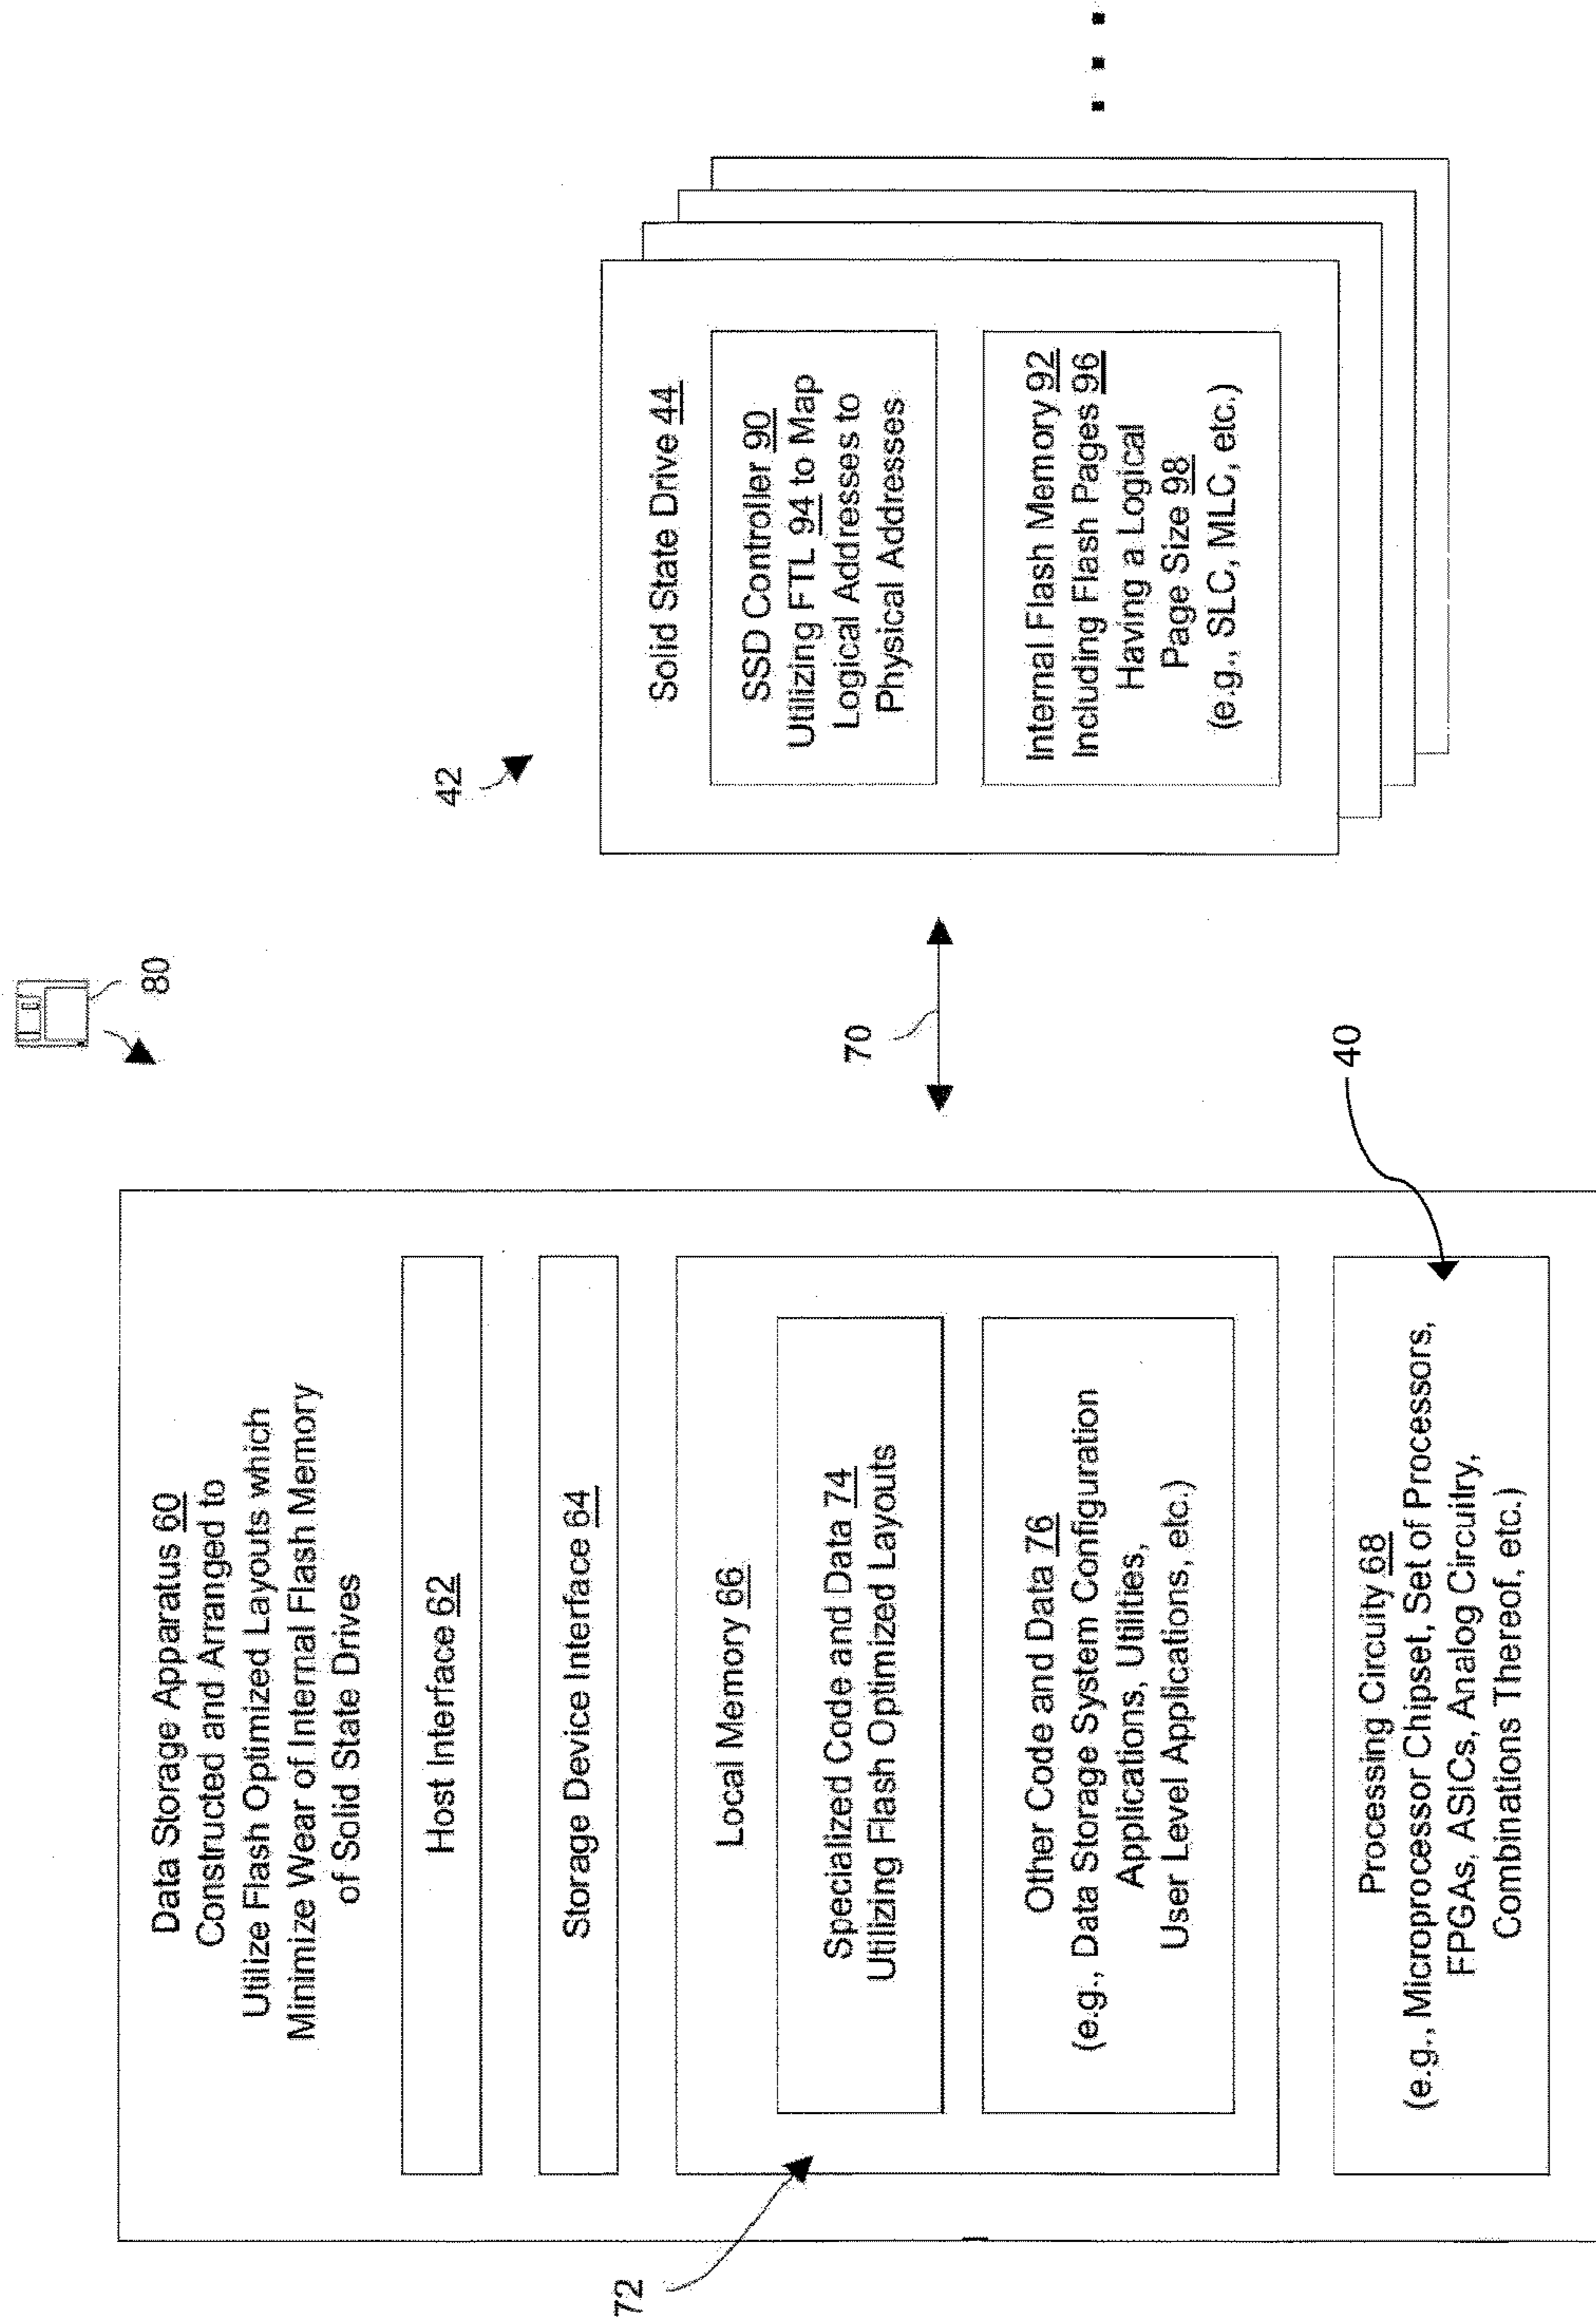 80
Data Storage Apparatus 60
Constructed and Arranged to
Utilize Flash Optimized Layouts which
Minimize Wear of Internal Flash Memory
of Solid State Drives
Host Interface 62
Storage Device Interface 64
72
Local Memory 66
Specialized Code and Data 74
Utilizing Flash Optimized Layouts
Other Code and Data 76
(e.g., Data Storage System Configuration
Applications, Utilities,
User Level Applications, etc.)
Processing Circuity 68
(e.g., Microprocessor Chipset, Set of Processors,
FPGAs, ASICs, Analog Circuitry,
Combinations Thereof, etc.)
40
70
42
Solid State Drive 44
SSD Controller 90
Utilizing FTL 94 to Map
Logical Addresses to
Physical Addresses
Internal Flash Memory 92
Including Flash Pages 96
Having a Logical
Page Size 98
(e.g., SLC, MLC, etc.)